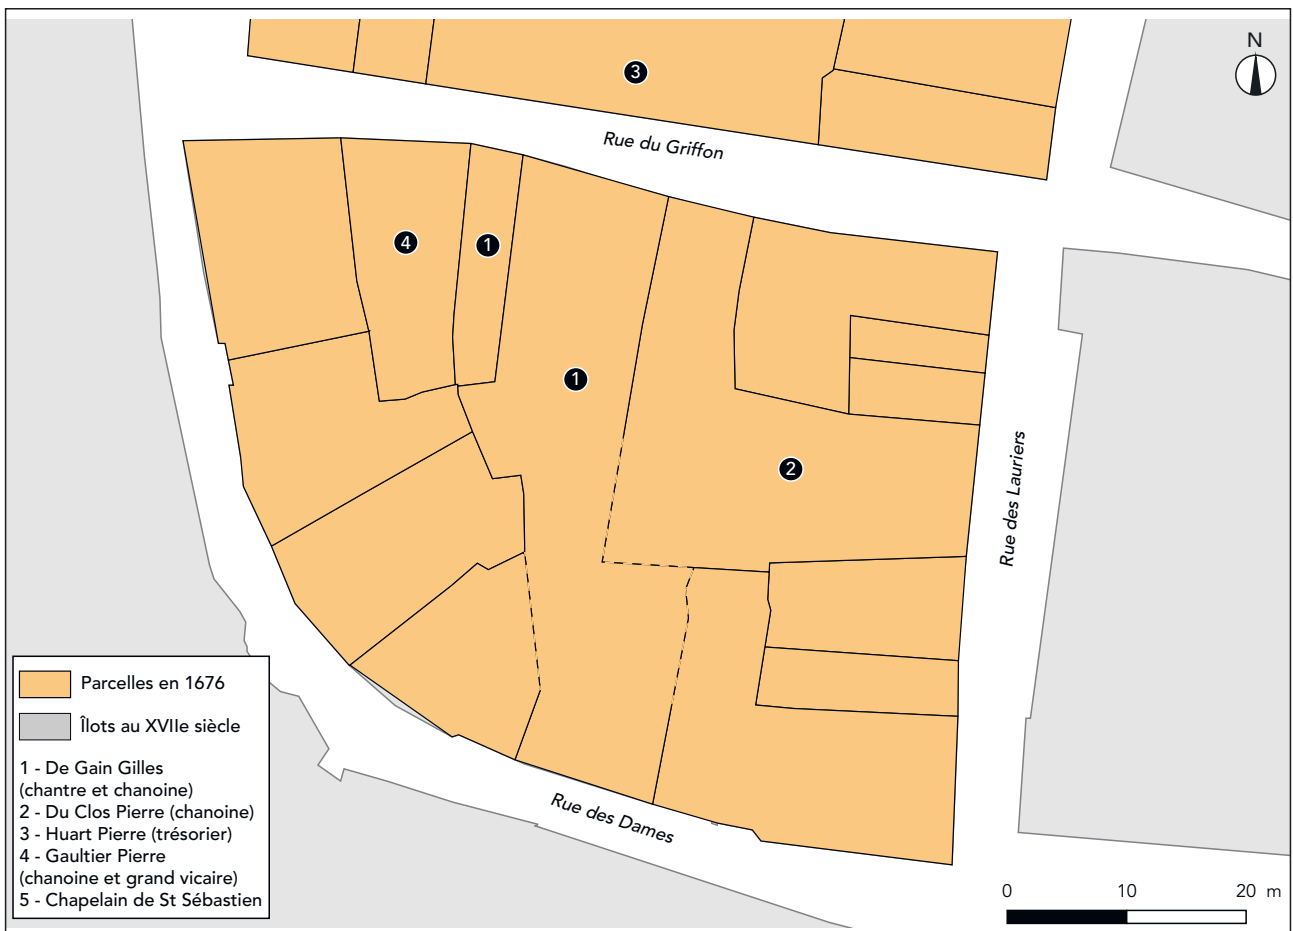 N
3
Rue du Griffon
4
1
1
2
Rue des Lauriers
Rue des Dames
Parcelles en 1676
Îlots au XVIIe siècle
1 - De Gain Gilles
(chantre et chanoine)
2 - Du Clos Pierre (chanoine)
3 - Huart Pierre (trésorier)
4 - Gaultier Pierre
(chanoine et grand vicaire)
5 - Chapelain de St Sébastien
0 10 20 m